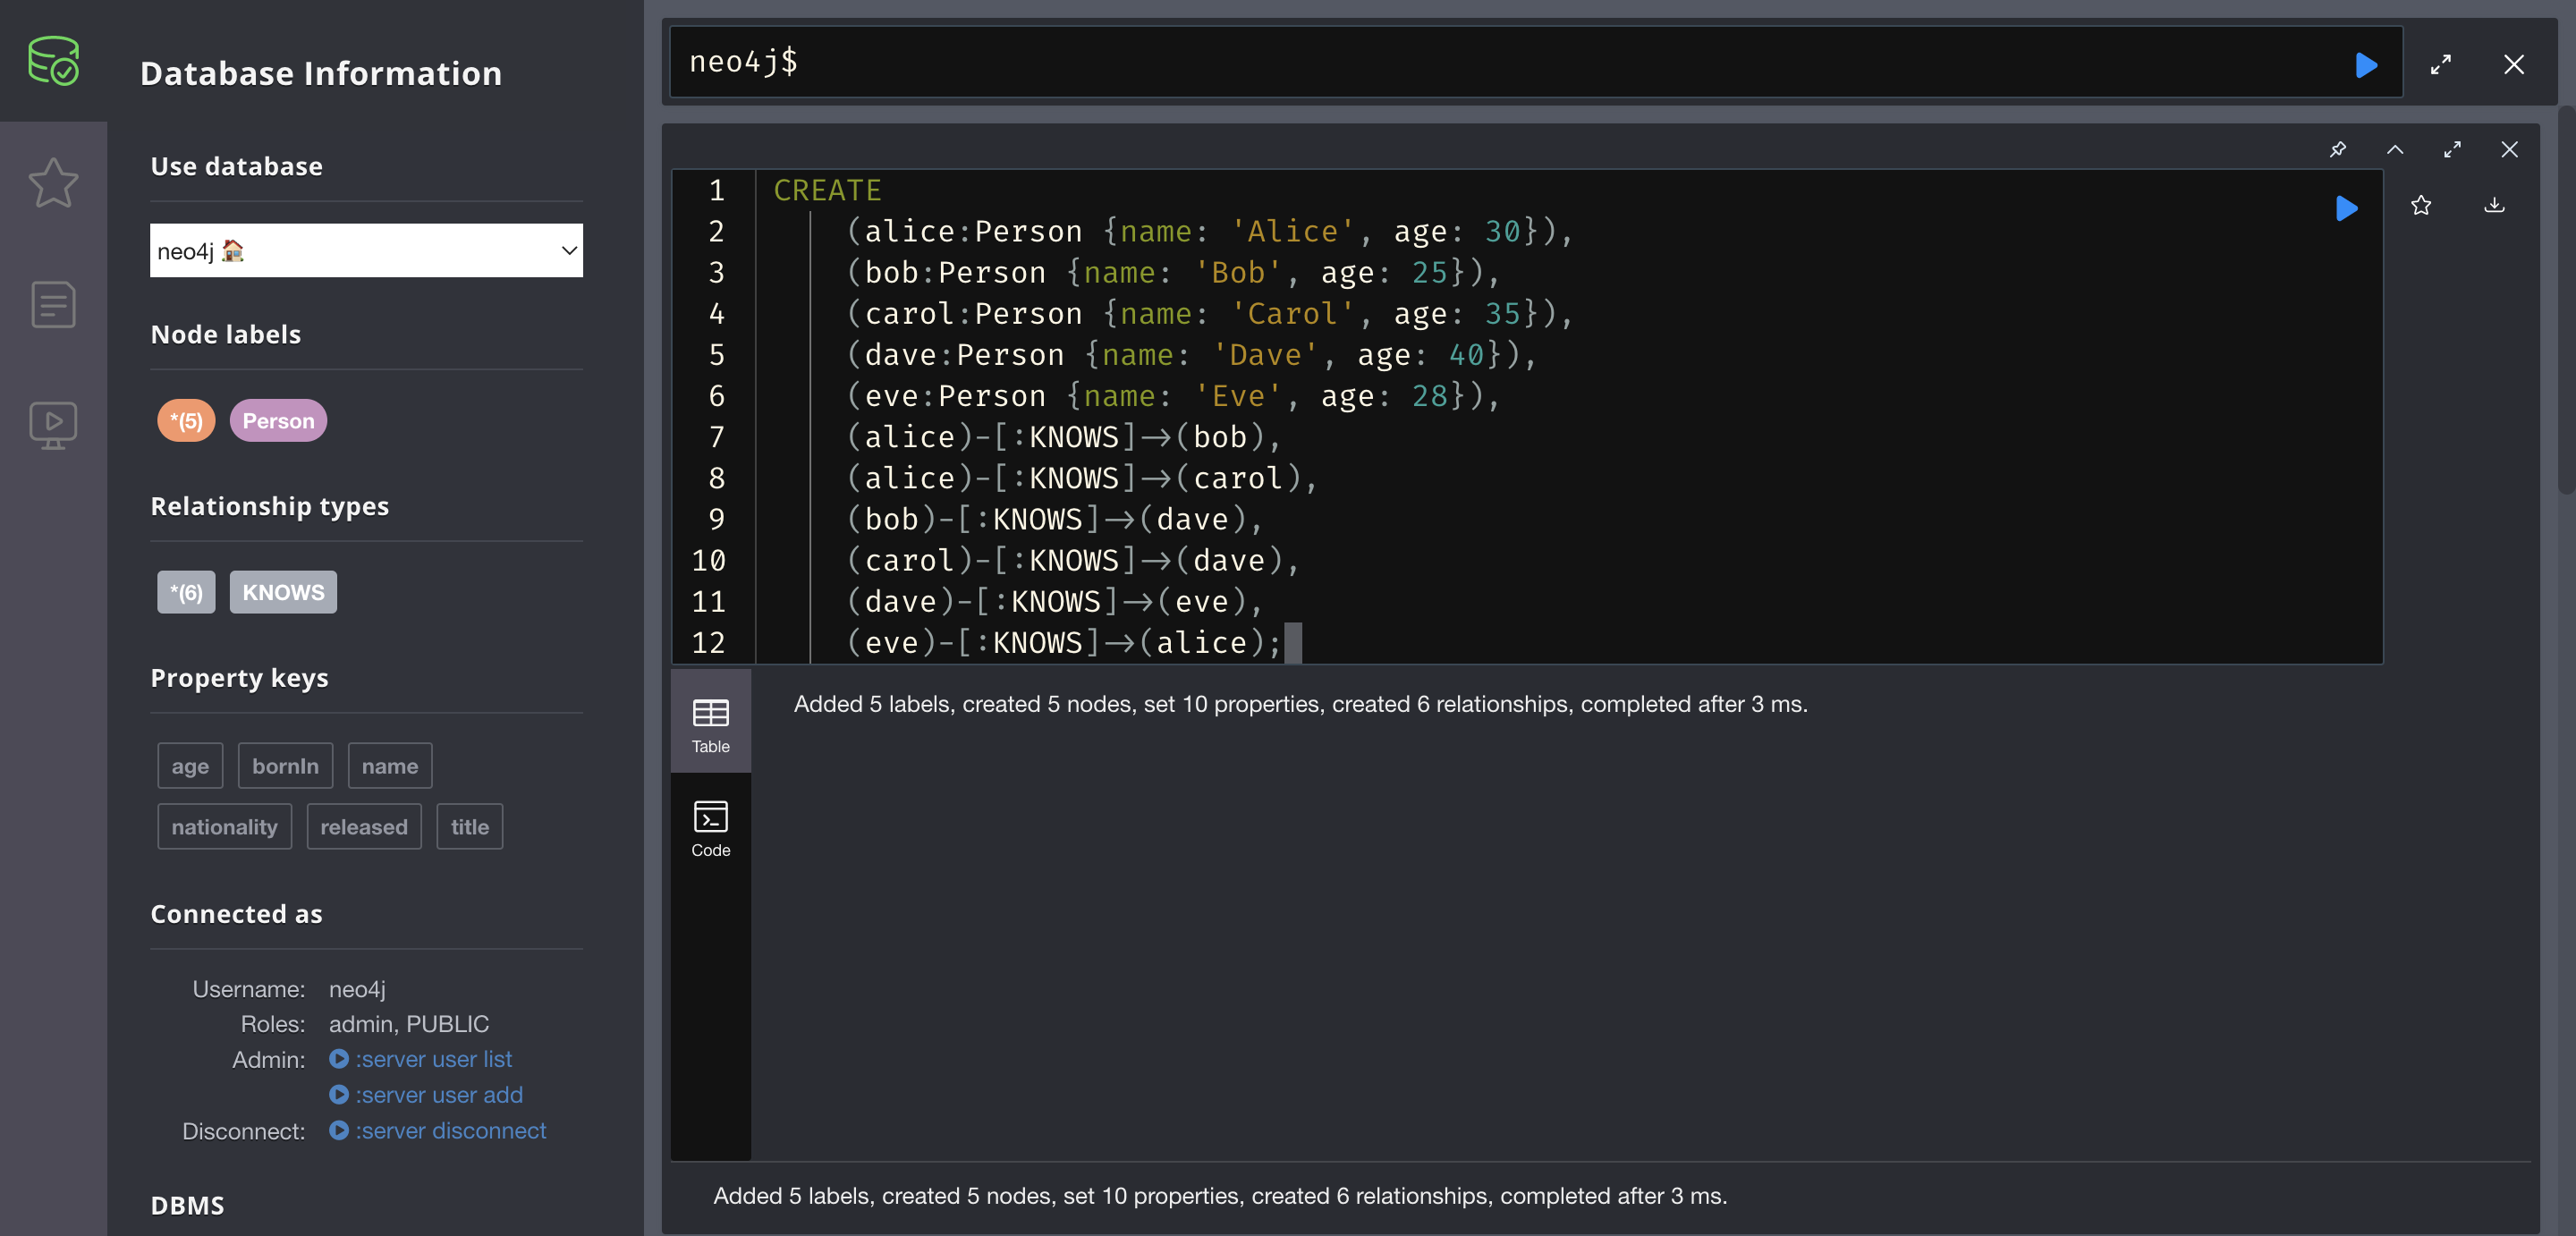 Database Information
Use database
neo4j 🏠
Node labels
*(5) Person
Relationship types
*(6) KNOWS
Property keys
age bornIn name
nationality released title
Connected as
Username: neo4j
Roles: admin, PUBLIC
Admin: :server user list
:server user add
Disconnect: :server disconnect
DBMS
neo4j$
1 CREATE
2 (alice:Person {name: 'Alice', age: 30}),
3 (bob:Person {name: 'Bob', age: 25}),
4 (carol:Person {name: 'Carol', age: 35}),
5 (dave:Person {name: 'Dave', age: 40}),
6 (eve:Person {name: 'Eve', age: 28}),
7 (alice)-[:KNOWS]->(bob),
8 (alice)-[:KNOWS]->(carol),
9 (bob)-[:KNOWS]->(dave),
10 (carol)-[:KNOWS]->(dave),
11 (dave)-[:KNOWS]->(eve),
12 (eve)-[:KNOWS]->(alice);
Table
Code
Added 5 labels, created 5 nodes, set 10 properties, created 6 relationships, completed after 3 ms.
Added 5 labels, created 5 nodes, set 10 properties, created 6 relationships, completed after 3 ms.